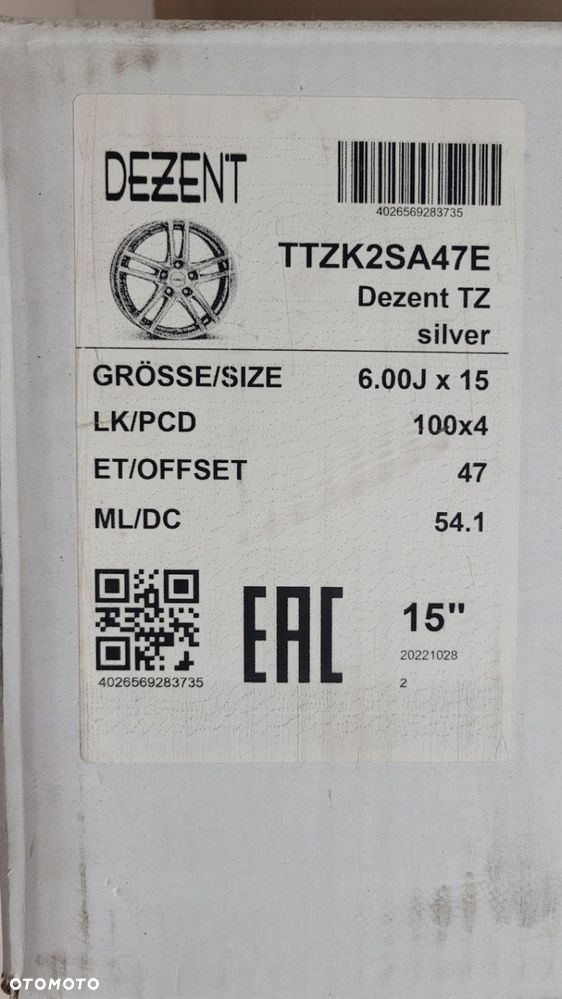 DEZENT
4026569283735
TTZK2SA47E
Dezent TZ
silver
GRÖSSE/SIZE 6.00J x 15
LK/PCD 100x4
ET/OFFSET 47
ML/DC 54.1
4026569283735
EAC
15"
20221028
2
OTOMOTO